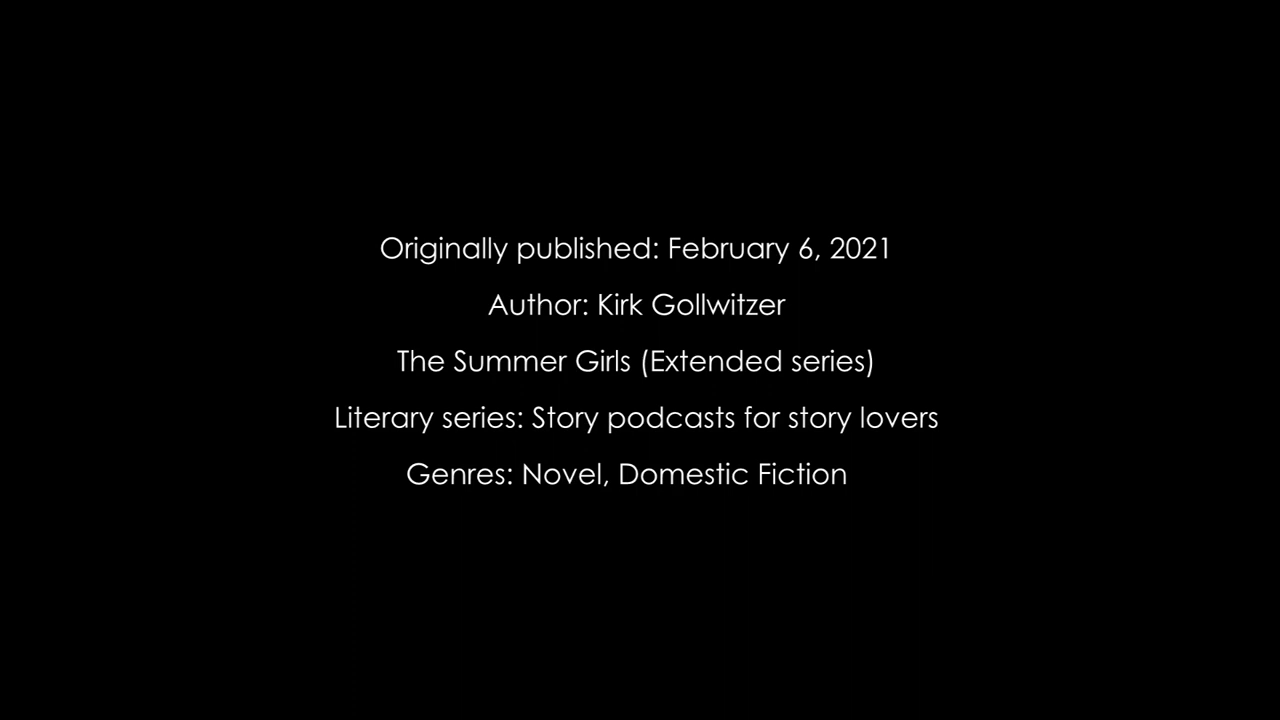 Originally published: February 6, 2021
Author: Kirk Gollwitzer
The Summer Girls (Extended series)
Literary series: Story podcasts for story lovers
Genres: Novel, Domestic Fiction